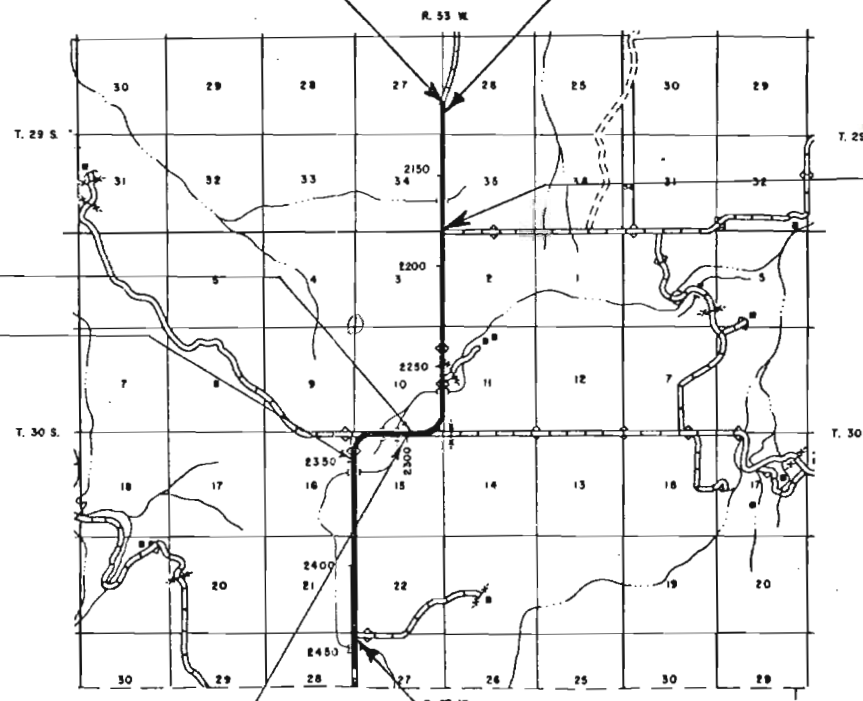 R. 53 W.
30 29 28 27 26 25 30 29
T. 29 S. T. 29
2150
31 32 33 34 35 36 31 32
2200
5 4 3 2 1 5
2250
7 8 9 10 11 12 7
T. 30 S. T. 30
2300
2350
18 17 16 15 14 13 18 17
2400
20 21 22 19 20
2450
30 29 28 27 26 25 30 29